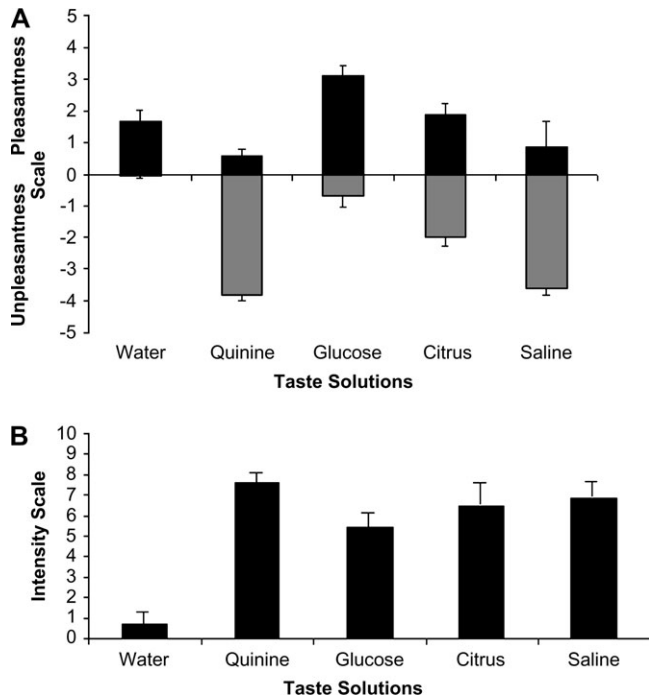 A
Unpleasantness Pleasantness
Scale
5
4
3
2
1
0
-1
-2
-3
-4
-5
Water Quinine Glucose Citrus Saline
Taste Solutions
B
Intensity Scale
10
9
8
7
6
5
4
3
2
1
0
Water Quinine Glucose Citrus Saline
Taste Solutions